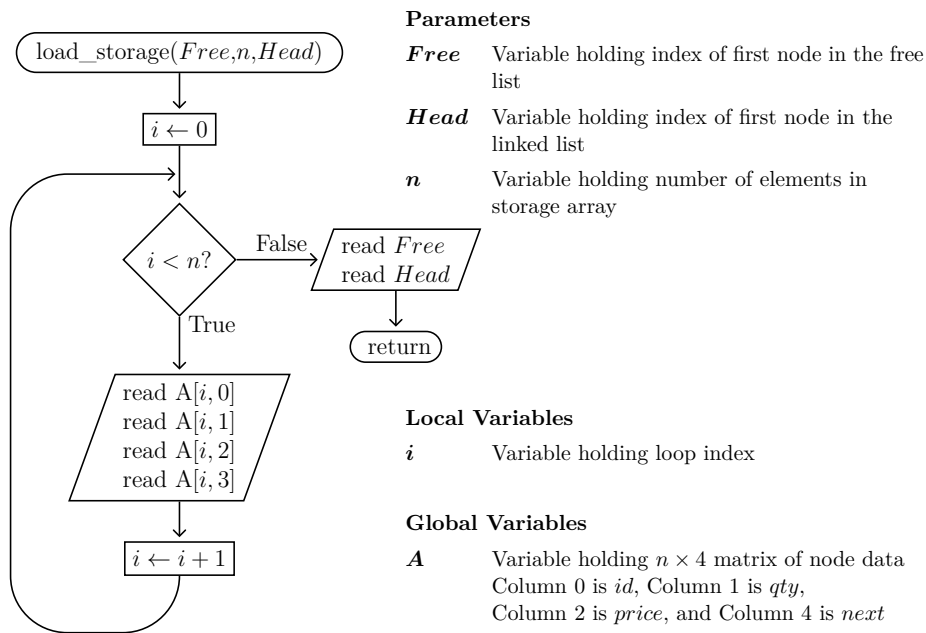 load_storage(Free,n,Head)
i ← 0
i < n?
False
read Free
read Head
return
True
read A[i, 0]
read A[i, 1]
read A[i, 2]
read A[i, 3]
i ← i + 1
Parameters
Free Variable holding index of first node in the free
list
Head Variable holding index of first node in the
linked list
n Variable holding number of elements in
storage array
Local Variables
i Variable holding loop index
Global Variables
A Variable holding n × 4 matrix of node data
Column 0 is id, Column 1 is qty,
Column 2 is price, and Column 4 is next